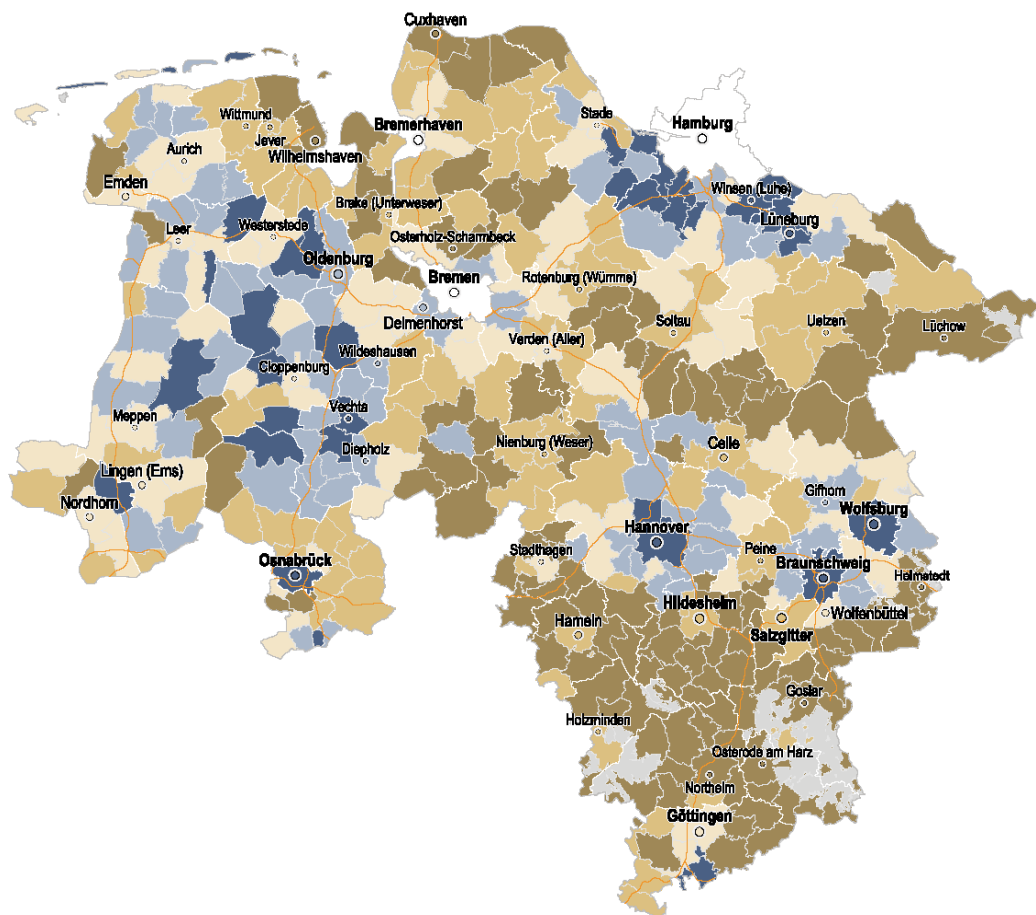 Cuxhaven
Wittmund
Jever
Bremerhaven
Stade
Hamburg
Aurich
Wilhelmshaven
Emden
Winsen (Luhe)
Brake (Unterweser)
Lüneburg
Leer
Westerstede
Osterholz-Scharmbeck
Oldenburg
Bremen
Rotenburg (Wümme)
Delmenhorst
Soltau
Uelzen
Lüchow
Verden (Aller)
Wildeshausen
Cloppenburg
Meppen
Vechta
Diepholz
Nienburg (Weser)
Celle
Lingen (Ems)
Nordhorn
Gifhorn
Wolfsburg
Hannover
Stadthagen
Peine
Osnabrück
Braunschweig
Helmstedt
Hildesheim
Wolfenbüttel
Hameln
Salzgitter
Goslar
Holzminden
Osterode am Harz
Northeim
Göttingen